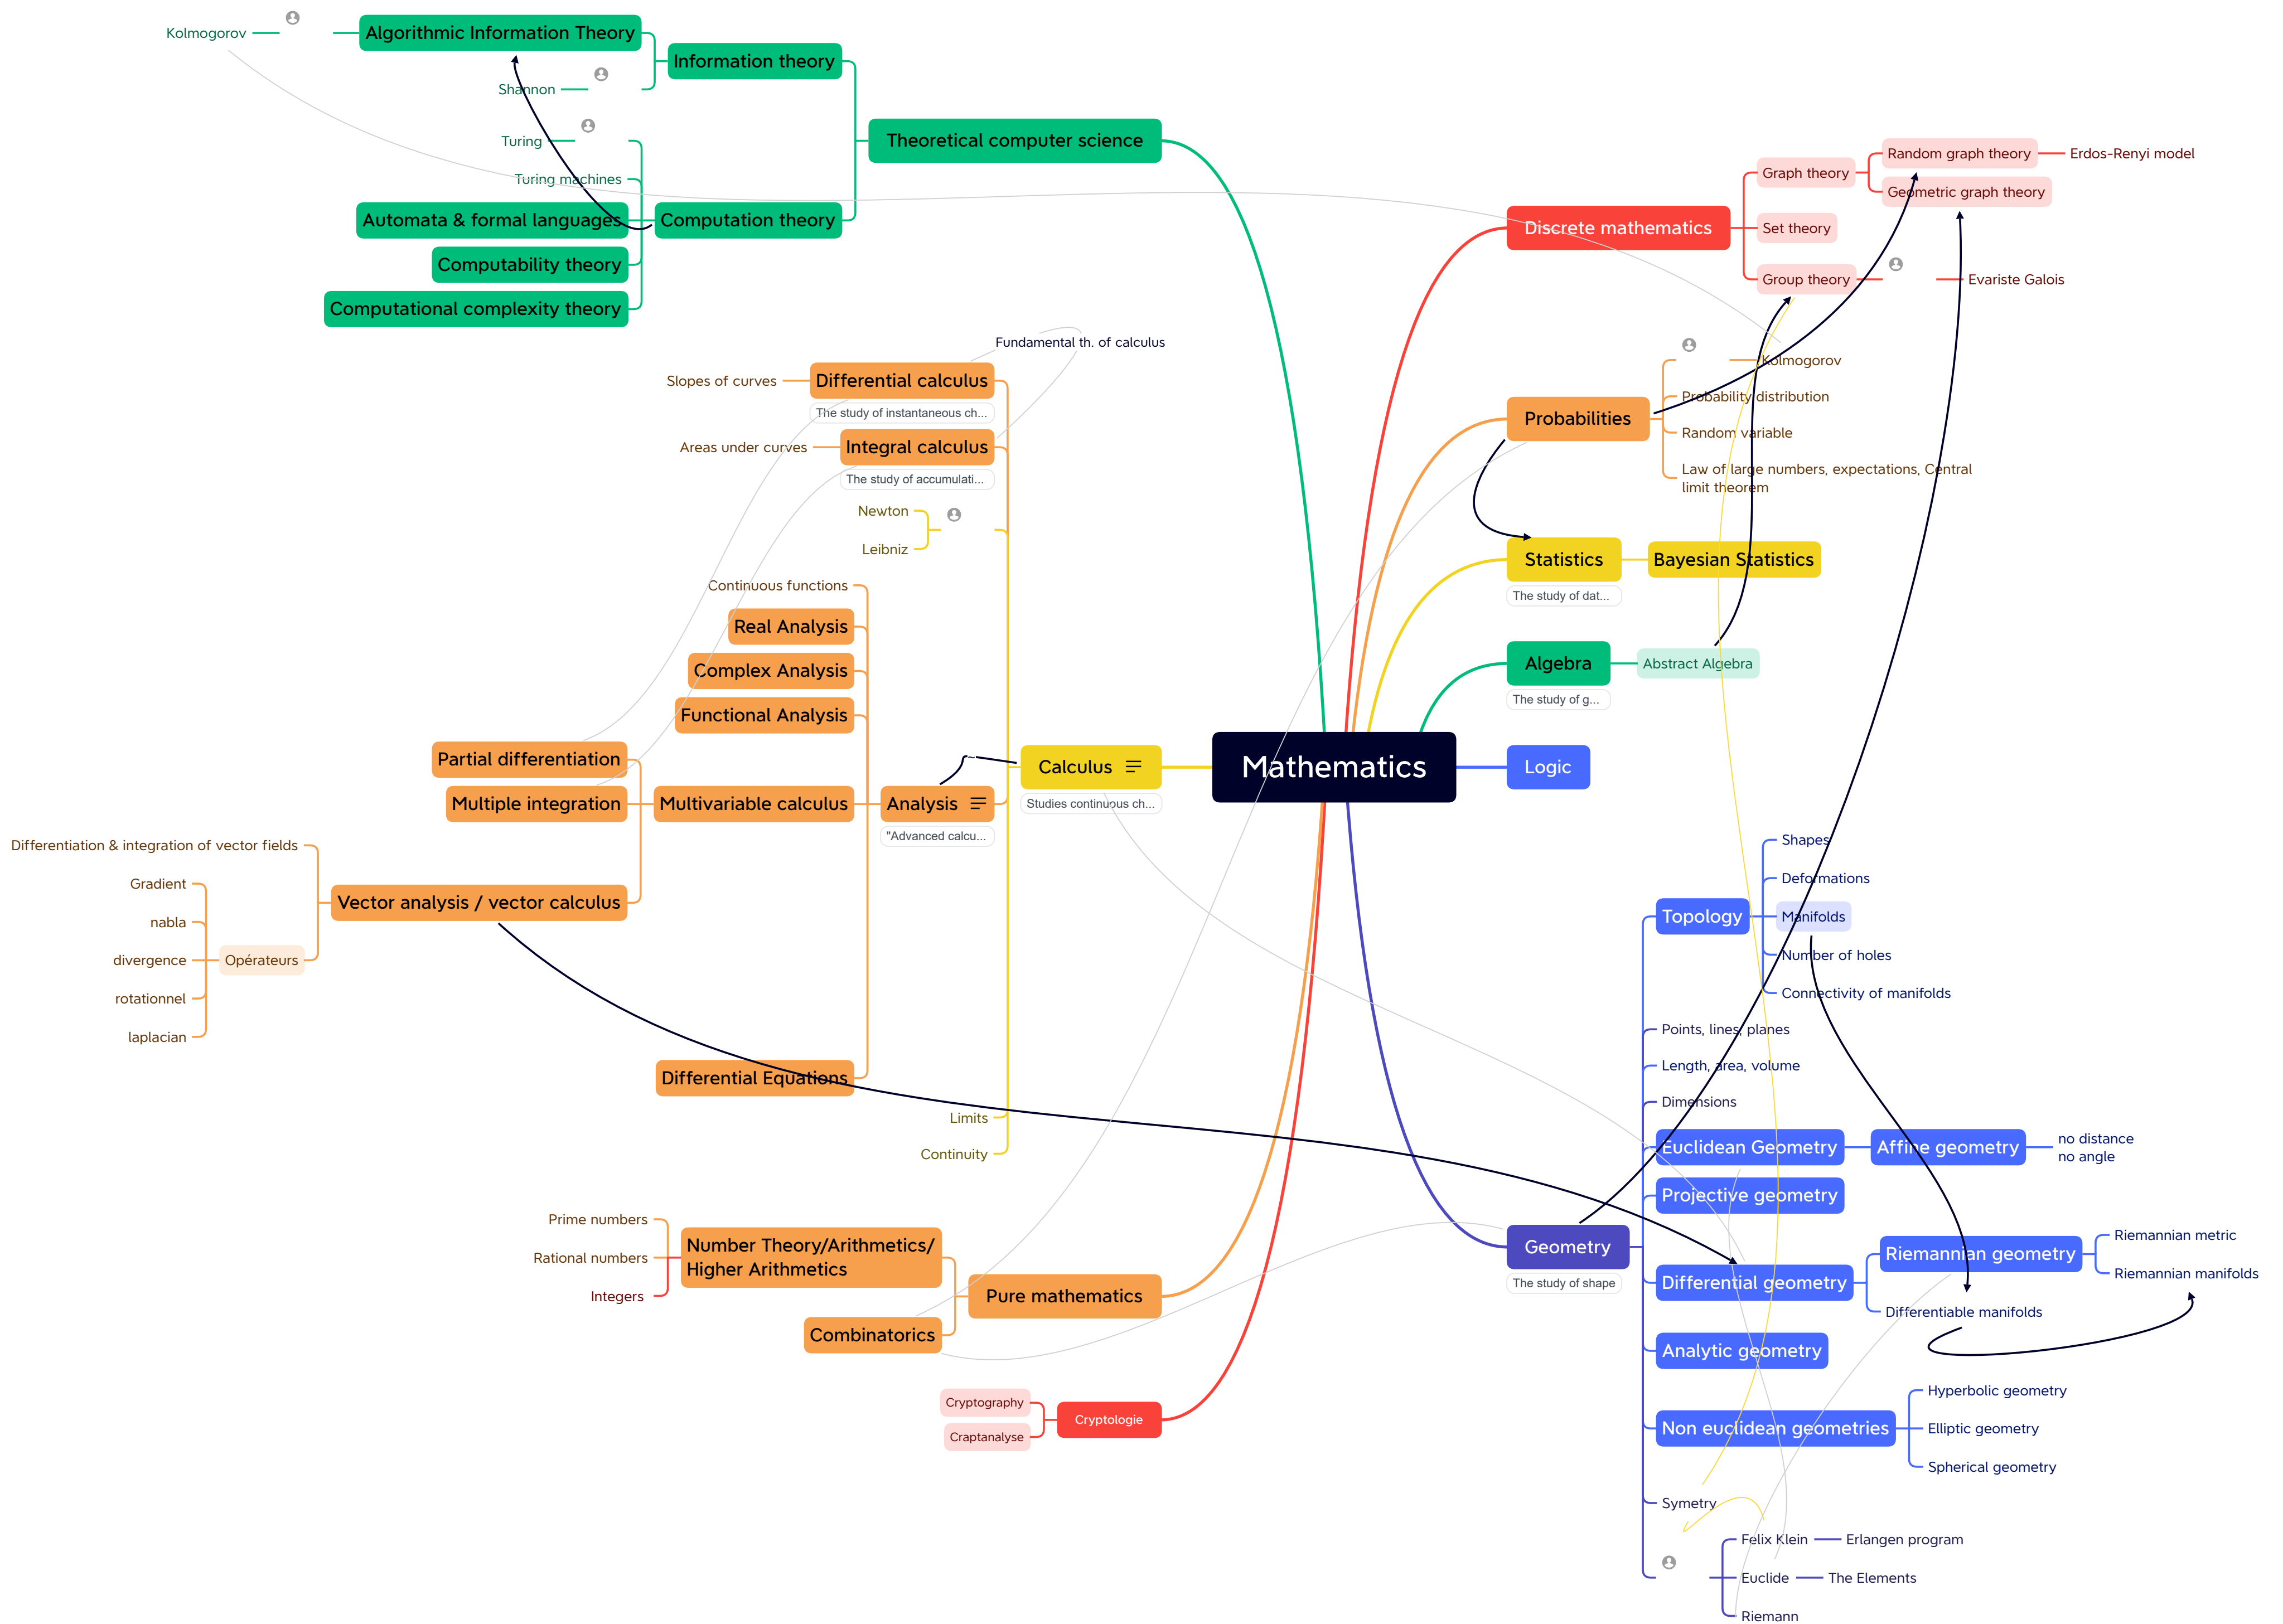 Mathematics
Theoretical computer science
Information theory
Algorithmic Information Theory
Kolmogorov
Shannon
Computation theory
Turing
Turing machines
Automata & formal languages
Computability theory
Computational complexity theory
Calculus
Studies continuous ch...
Fundamental th. of calculus
Differential calculus
The study of instantaneous ch...
Slopes of curves
Integral calculus
The study of accumulati...
Areas under curves
Newton
Leibniz
Analysis
"Advanced calcu...
Continuous functions
Real Analysis
Complex Analysis
Functional Analysis
Multivariable calculus
Partial differentiation
Multiple integration
Vector analysis / vector calculus
Differentiation & integration of vector fields
Opérateurs
Gradient
nabla
divergence
rotationnel
laplacian
Differential Equations
Limits
Continuity
Pure mathematics
Number Theory/Arithmetics/
Higher Arithmetics
Prime numbers
Rational numbers
Integers
Combinatorics
Cryptologie
Cryptography
Craptanalyse
Discrete mathematics
Graph theory
Random graph theory
Erdos-Renyi model
Geometric graph theory
Set theory
Group theory
Evariste Galois
Probabilities
Kolmogorov
Probability distribution
Random variable
Law of large numbers, expectations, Central
limit theorem
Statistics
The study of dat...
Bayesian Statistics
Algebra
The study of g...
Abstract Algebra
Logic
Geometry
The study of shape
Topology
Shapes
Deformations
Manifolds
Number of holes
Connectivity of manifolds
Points, lines, planes
Length, area, volume
Dimensions
Euclidean Geometry
Affine geometry
no distance
no angle
Projective geometry
Differential geometry
Riemannian geometry
Riemannian metric
Riemannian manifolds
Differentiable manifolds
Analytic geometry
Non euclidean geometries
Hyperbolic geometry
Elliptic geometry
Spherical geometry
Symetry
Felix Klein
Erlangen program
Euclide
The Elements
Riemann